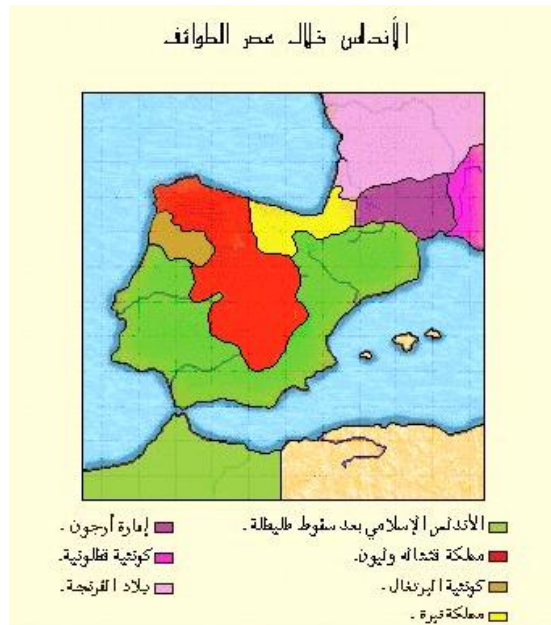 الأندلس خلال عصر الطوائف
الأندلس الإسلامي بعد سقوط طليطلة .
مملكة قشتالة وليون.
كونتية البرتغال .
مملكة نبرة .
إمارة أرجون .
كونتية قطلونية.
بلاد الفرنجة .